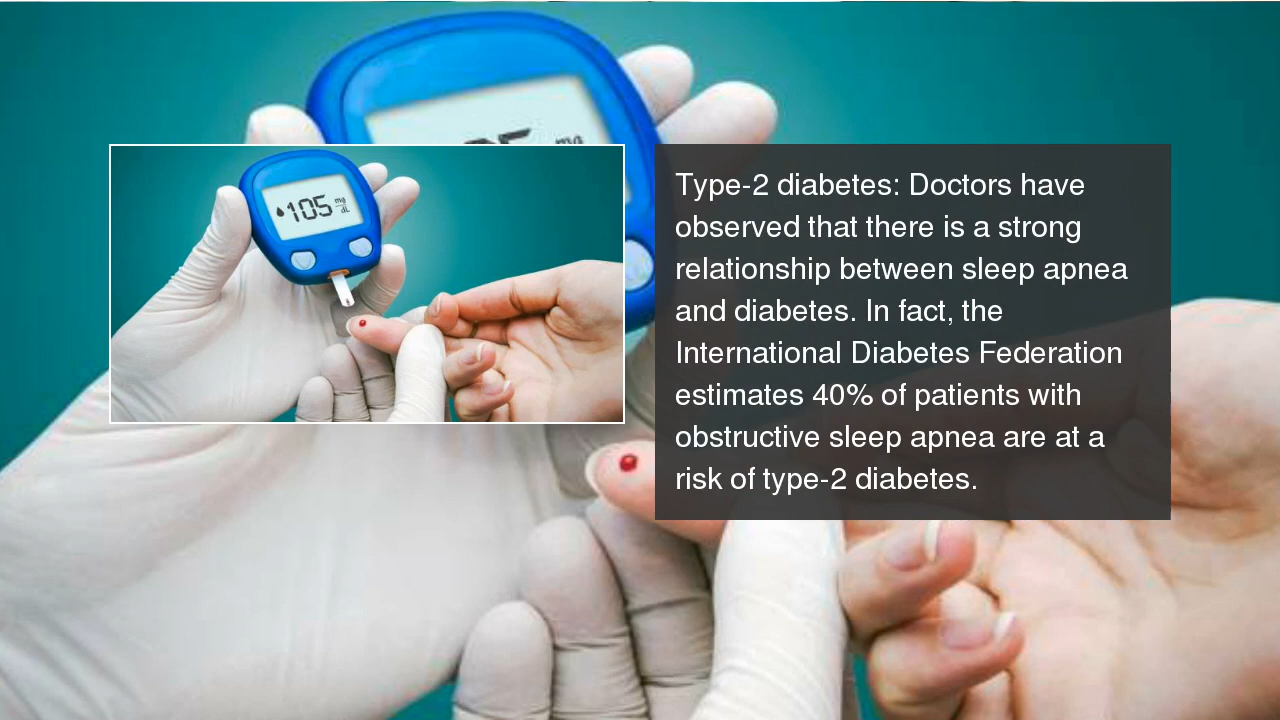 105
mg
dL
Type-2 diabetes: Doctors have
observed that there is a strong
relationship between sleep apnea
and diabetes. In fact, the
International Diabetes Federation
estimates 40% of patients with
obstructive sleep apnea are at a
risk of type-2 diabetes.